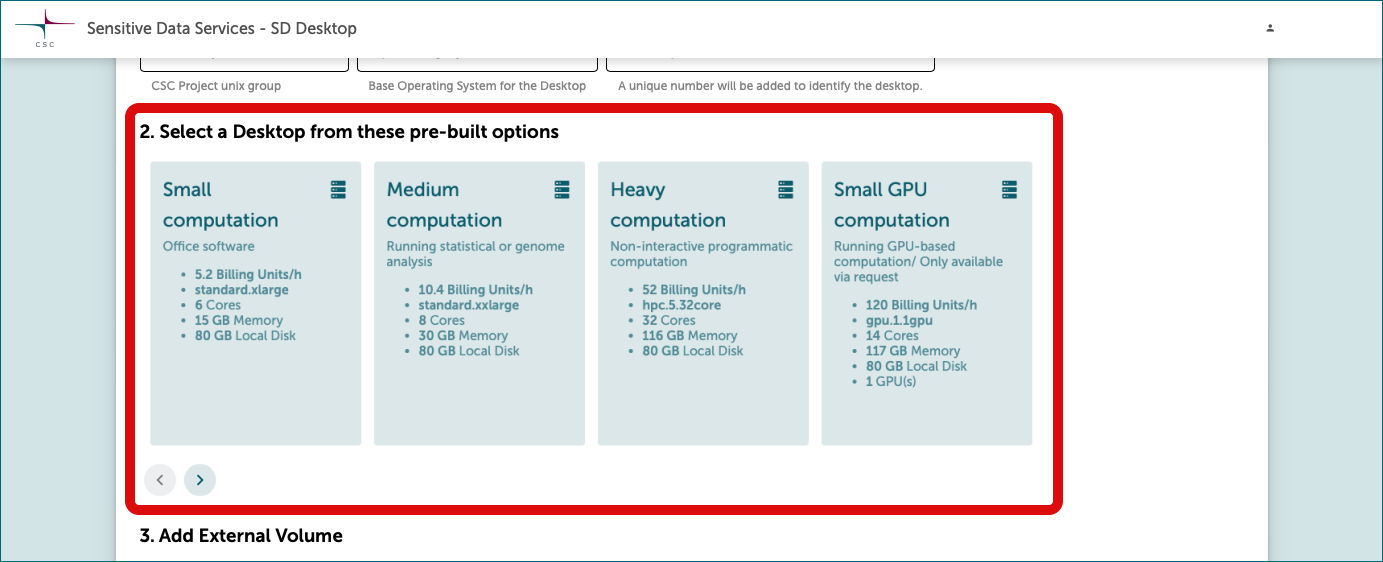 CSC
Sensitive Data Services - SD Desktop
CSC Project unix group
Base Operating System for the Desktop
A unique number will be added to identify the desktop.
2. Select a Desktop from these pre-built options
Small
computation
Office software
• 5.2 Billing Units/h
• standard.xlarge
• 6 Cores
• 15 GB Memory
• 80 GB Local Disk
Medium
computation
Running statistical or genome
analysis
• 10.4 Billing Units/h
• standard.xxlarge
• 8 Cores
• 30 GB Memory
• 80 GB Local Disk
Heavy
computation
Non-interactive programmatic
computation
• 52 Billing Units/h
• hpc.5.32core
• 32 Cores
• 116 GB Memory
• 80 GB Local Disk
Small GPU
computation
Running GPU-based
computation/ Only available
via request
• 120 Billing Units/h
• gpu.1.1gpu
• 14 Cores
• 117 GB Memory
• 80 GB Local Disk
• 1 GPU(s)
3. Add External Volume